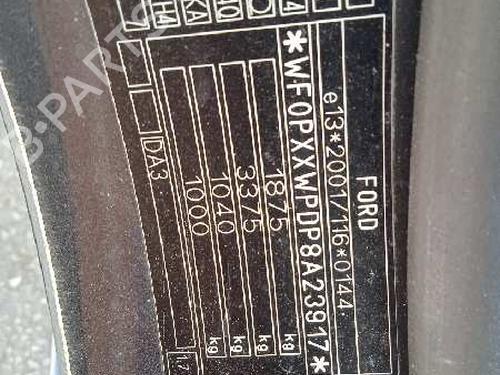 FORD
e13*2001/116*0144
*WF0PXXWPDP8A23917*
1875 kg
3375 kg
1040 kg
1000 kg
DA3
B-PARTS